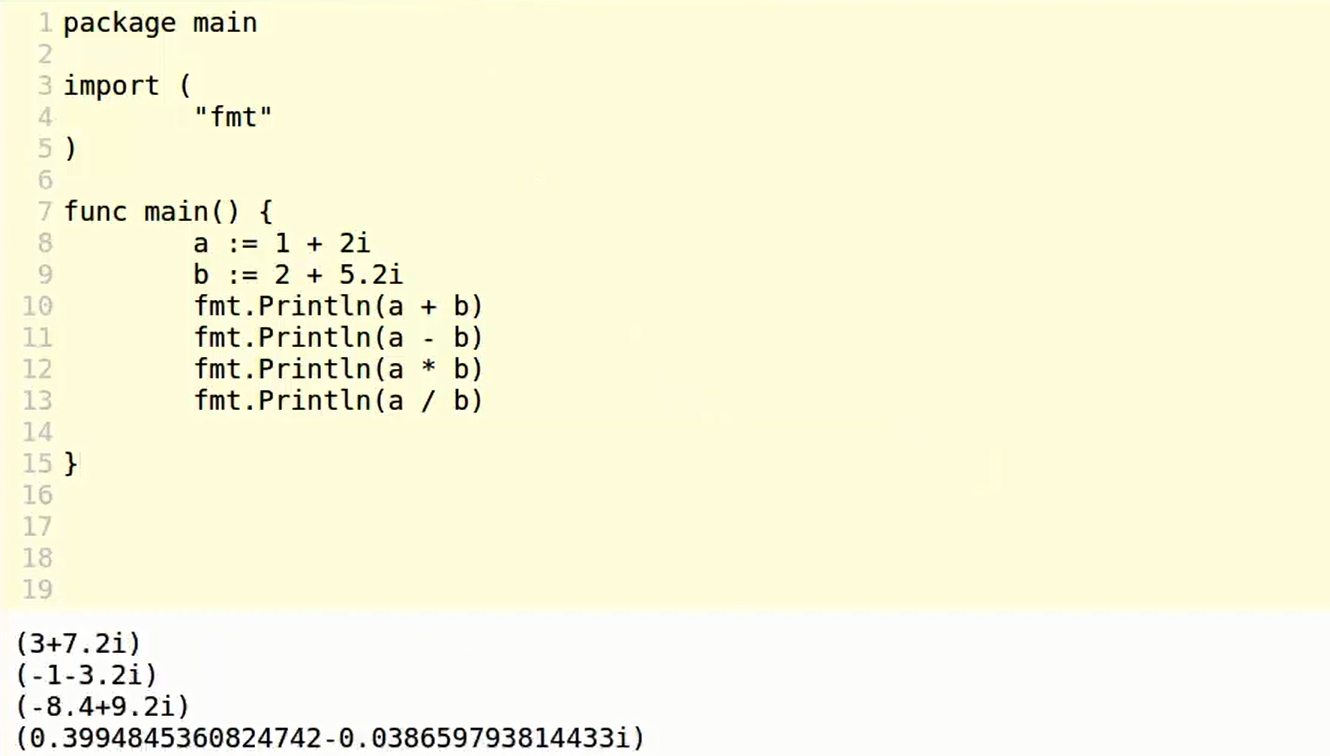 1 package main
2
3 import (
4 "fmt"
5 )
6
7 func main() {
8 a := 1 + 2i
9 b := 2 + 5.2i
10 fmt.Println(a + b)
11 fmt.Println(a - b)
12 fmt.Println(a * b)
13 fmt.Println(a / b)
14
15 }
16
17
18
19
(3+7.2i)
(-1-3.2i)
(-8.4+9.2i)
(0.3994845360824742-0.038659793814433i)